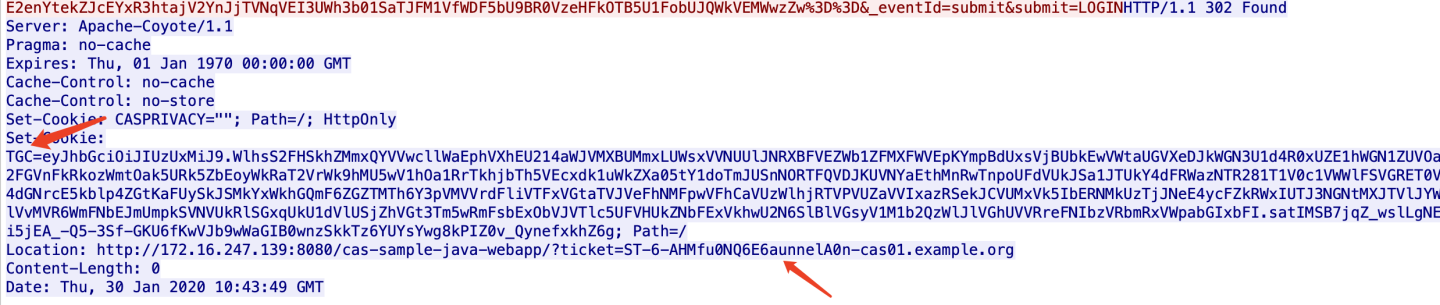 E2enYtekZJcEYxR3htajV2YnJjTVNqVEI3UWh3b01SaTJFM1VfWDF5bU9BR0VzeHFkOTB5U1FobUJQWkVEMWwzZw%3D%3D&_eventId=submit&submit=LOGINHTTP/1.1 302 Found
Server: Apache-Coyote/1.1
Pragma: no-cache
Expires: Thu, 01 Jan 1970 00:00:00 GMT
Cache-Control: no-cache
Cache-Control: no-store
Set-Cookie: CASPRIVACY=""; Path=/; HttpOnly
Set-Cookie:
TGC=eyJhbGciOiJIUzUxMiJ9.WlhsS2FHSkhZMmxQYVVwcllWaEphVXhEU214aWJVMXBUMmxLUWsxVVNUUlJNRXBFVEZWb1ZFMXFWVEpKYmpBdUxsVjBUbkEwVWtaUGVXeDJkWGN3U1d4R0xUZE1hWGN1ZUVOa
2FGVnFkRkozWmtOak5URk5ZbEoyWkRaT2VrWk9hMU5wV1hOa1RrTkhjbTh5VEcxdk1uWkZXa05tY1doTmJUSnNORTFQVDJKUVNYaEthMnRwTnpoUFdVUkJSa1JTUkY4dFRWazNTR281T1V0c1VWWlFSVGRET0V
4dGNrE5kblp4ZGtKaFUySkJSMkYxWkhGQmF6ZGZTMTh6Y3pVMVVrdFliVTFxVGtaTVJVeFhNMFpwVFhCaVUzWlhjRTVPVUZaVVIxazRSekJCVUMxVk5IbERNMkUzTjJNeE4ycFZkRWxIUTJ3NGNtMXJTVlJYW
lVvMVR6WmFNbEJmUmpkSVNVUkRlSGxqUkU1dVlUSjZhVGt3Tm5wRmFsbExObVJVTlc5UFVHUkZNbFExVkhwU2N6SlBlVGsyV1M1b2QzWlJlVGhUVVRreFNIbzVRbmRxVWpabGIxbFI.satIMSB7jqZ_wslLgNE
i5jEA_-Q5-3Sf-GKU6fKwVJb9wWaGIB0wnzSkkTz6YUYsYwg8kPIZ0v_QynefxkhZ6g; Path=/
Location: http://172.16.247.139:8080/cas-sample-java-webapp/?ticket=ST-6-AHMfu0NQ6E6aunnelA0n-cas01.example.org
Content-Length: 0
Date: Thu, 30 Jan 2020 10:43:49 GMT